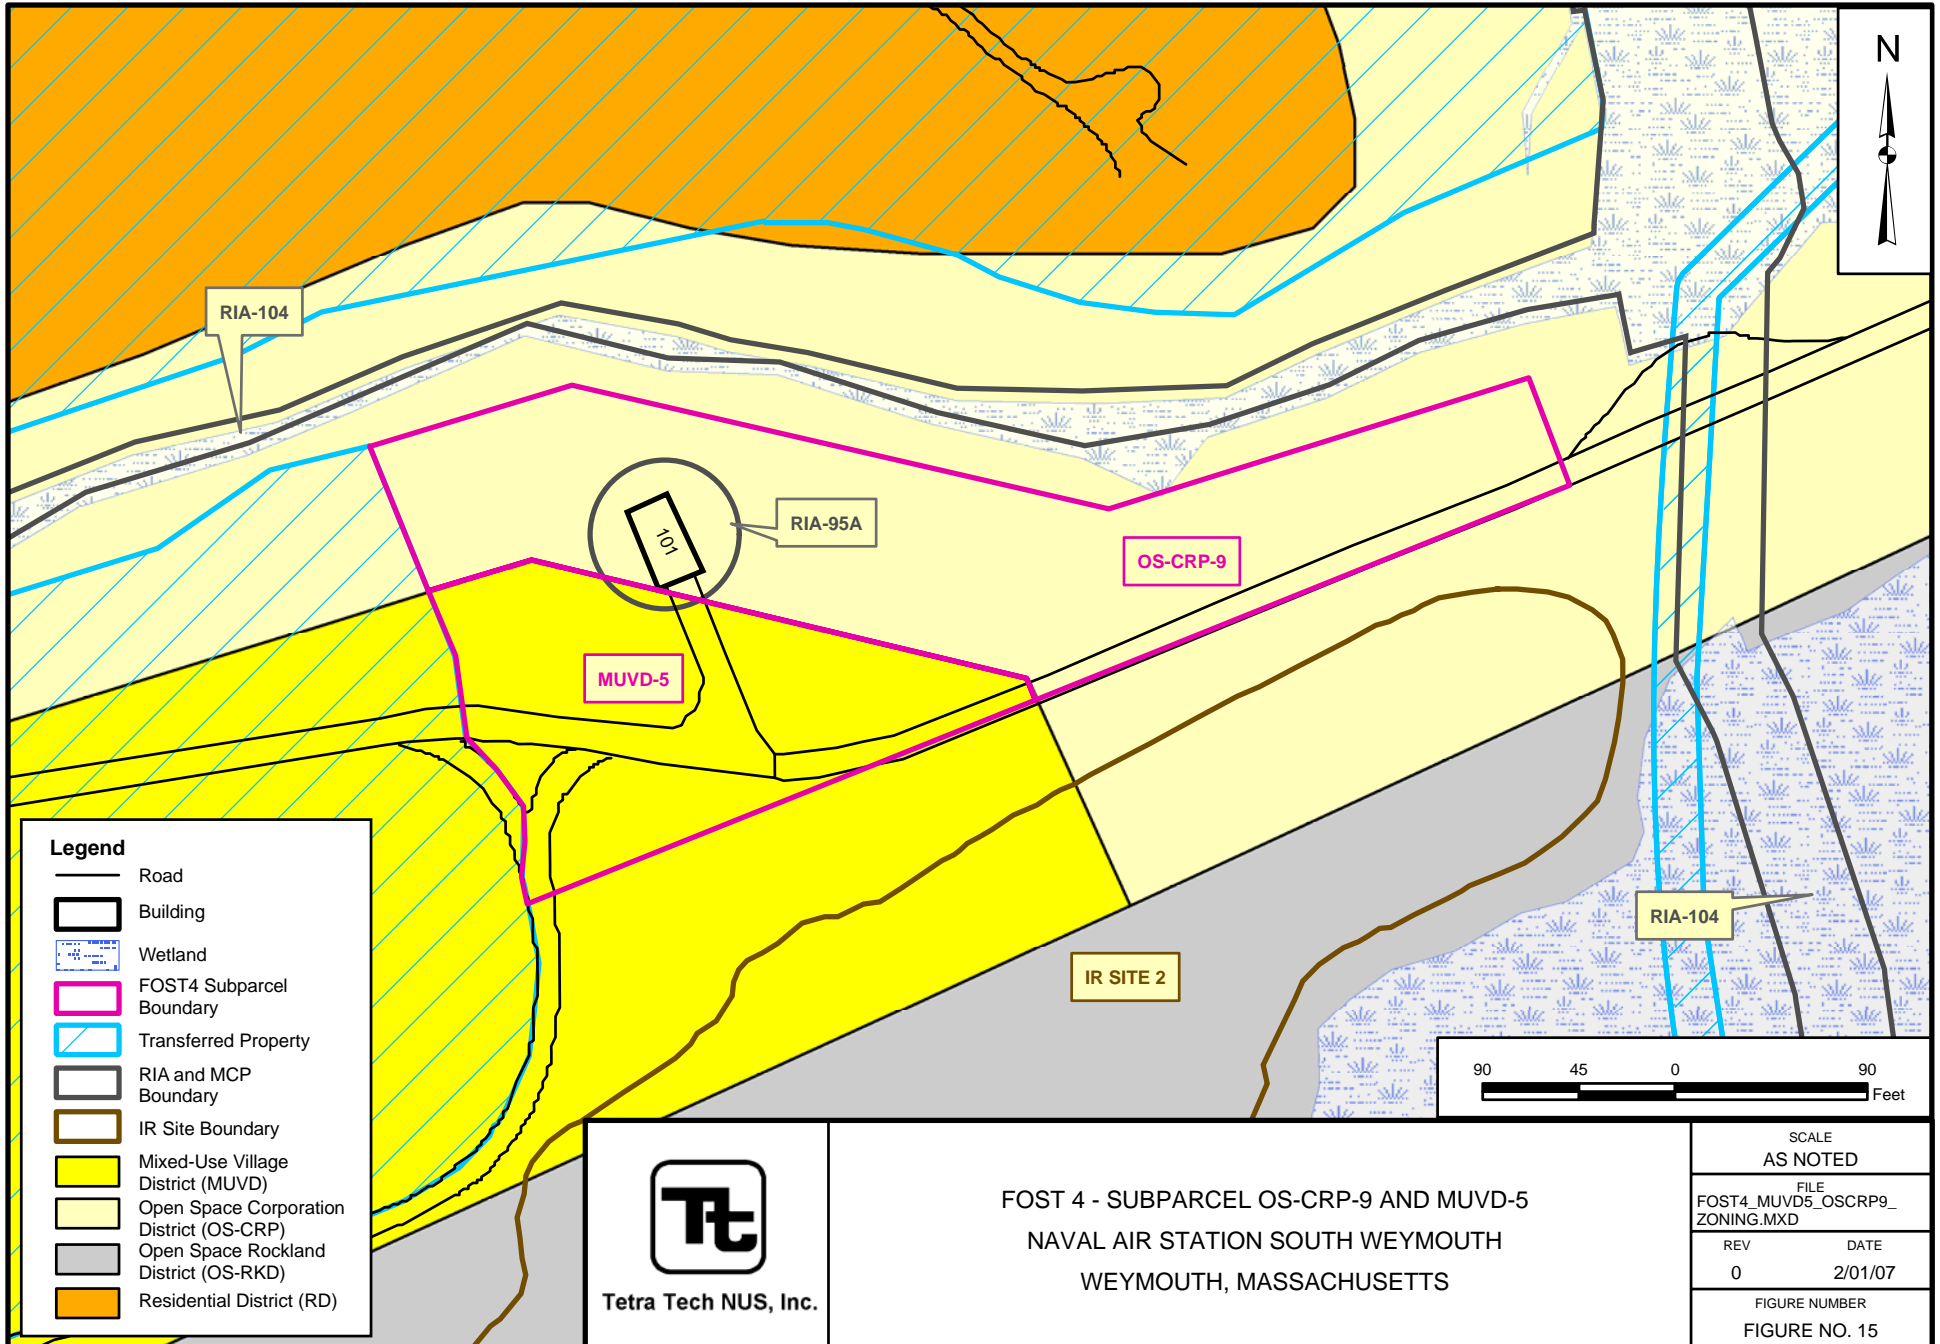 N
RIA-104
RIA-95A
101
OS-CRP-9
MUVD-5
RIA-104
IR SITE 2
Legend
Road
Building
Wetland
FOST4 Subparcel
Boundary
Transferred Property
RIA and MCP
Boundary
IR Site Boundary
Mixed-Use Village
District (MUVD)
Open Space Corporation
District (OS-CRP)
Open Space Rockland
District (OS-RKD)
Residential District (RD)
90 45 0 90
Feet
Tt
Tetra Tech NUS, Inc.
FOST 4 - SUBPARCEL OS-CRP-9 AND MUVD-5
NAVAL AIR STATION SOUTH WEYMOUTH
WEYMOUTH, MASSACHUSETTS
SCALE
AS NOTED
FILE
FOST4_MUVD5_OSCRP9_
ZONING.MXD
REV DATE
0 2/01/07
FIGURE NUMBER
FIGURE NO. 15